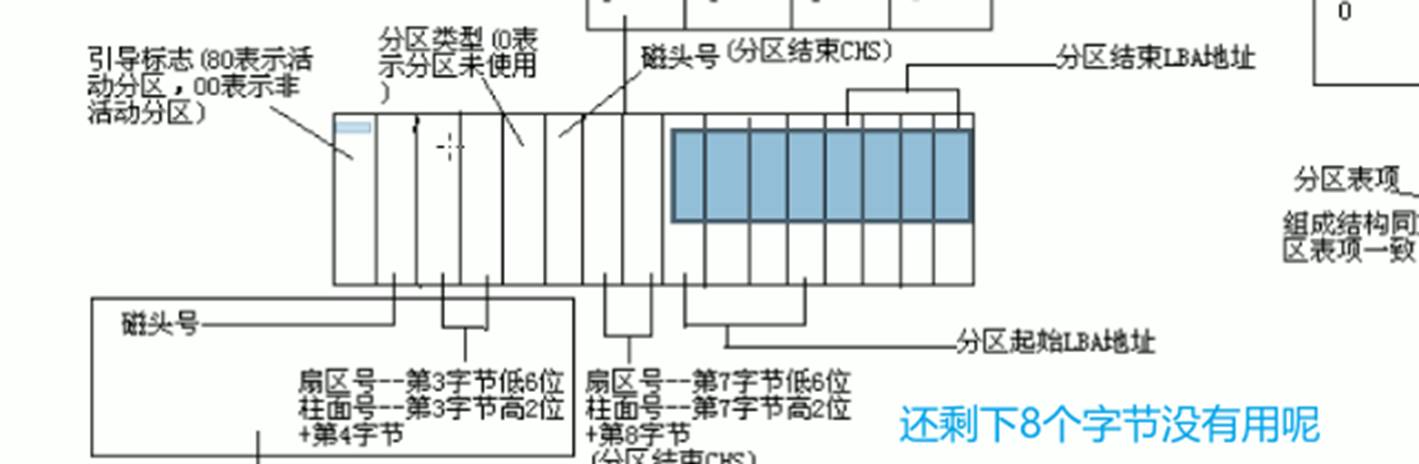 0
分区类型(0表
示分区未使用
)
引导标志(80表示活
动分区，00表示非
活动分区)
磁头号(分区结束CHS)
分区结束LBA地址
分区表项
组成结构同
区表项一致
磁头号
分区起始LBA地址
扇区号--第3字节低6位
柱面号--第3字节高2位
+第4字节
扇区号--第7字节低6位
柱面号--第7字节高2位
+第8字节
(分区结束CHS)
还剩下8个字节没有用呢